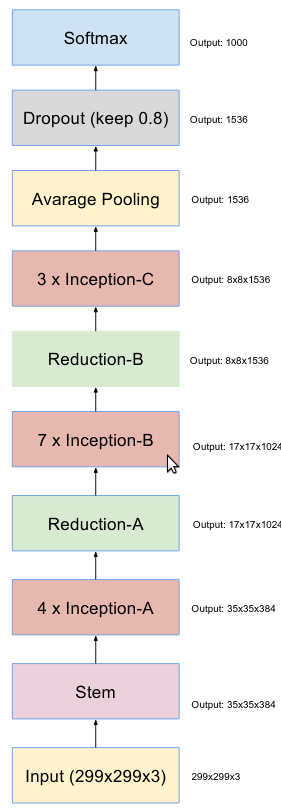 Softmax
Output: 1000
Dropout (keep 0.8)
Output: 1536
Avarage Pooling
Output: 1536
3 x Inception-C
Output: 8x8x1536
Reduction-B
Output: 8x8x1536
7 x Inception-B
Output: 17x17x1024
Reduction-A
Output: 17x17x1024
4 x Inception-A
Output: 35x35x384
Stem
Output: 35x35x384
Input (299x299x3)
299x299x3